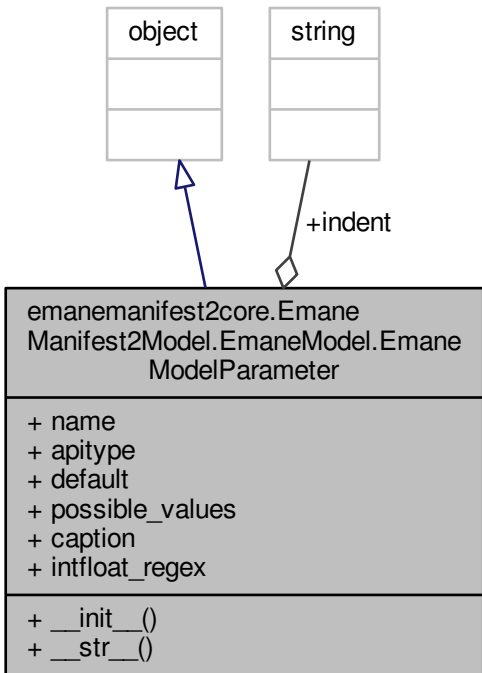 object
string
+indent
emanemanifest2core.Emane
Manifest2Model.EmaneModel.Emane
ModelParameter
+ name
+ apitype
+ default
+ possible_values
+ caption
+ intfloat_regex
+ __init__()
+ __str__()